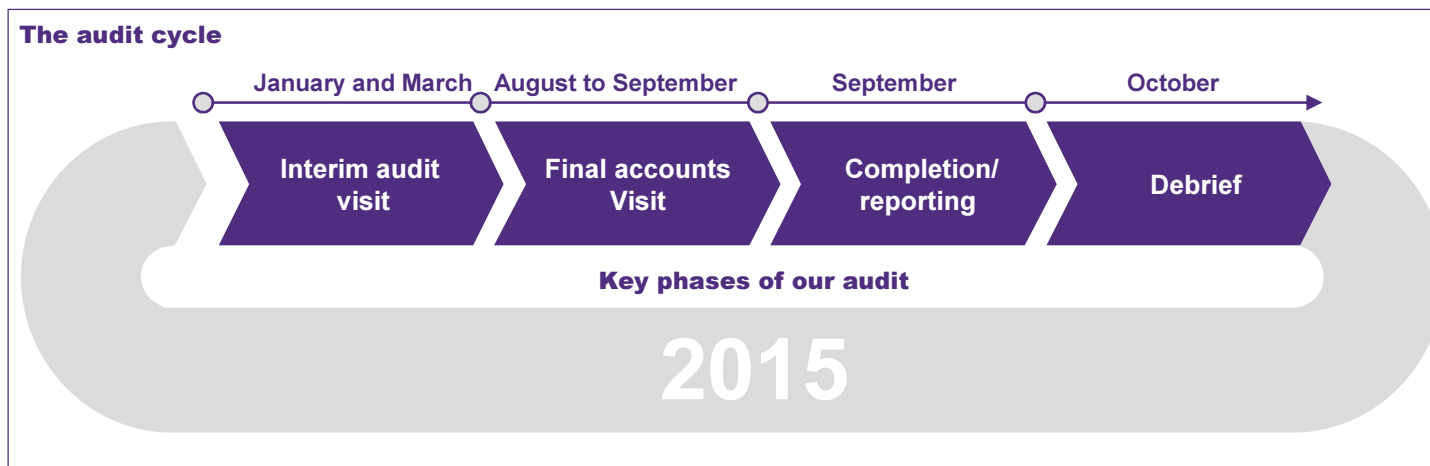 The audit cycle
January and March
August to September
September
October
Interim audit
visit
Final accounts
Visit
Completion/
reporting
Debrief
Key phases of our audit
2015